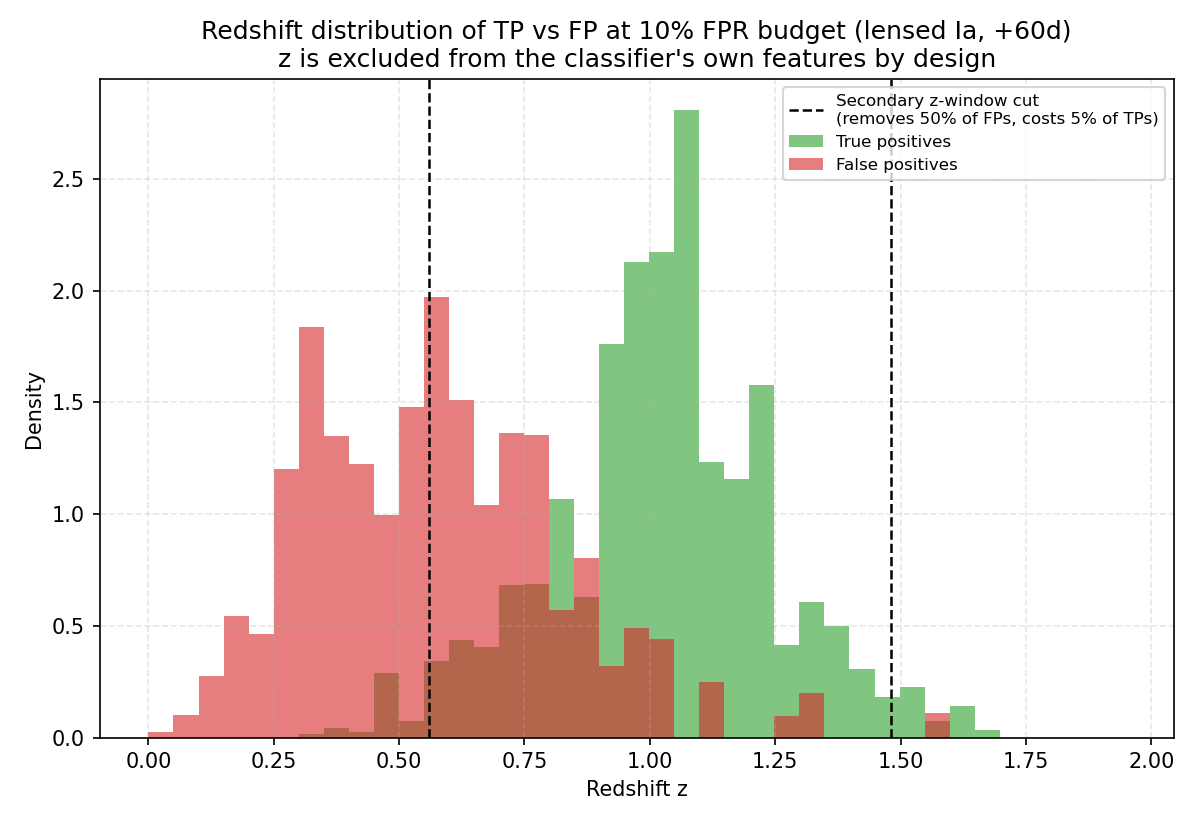 Redshift distribution of TP vs FP at 10% FPR budget (lensed Ia, +60d)
z is excluded from the classifier's own features by design
Secondary z-window cut
(removes 50% of FPs, costs 5% of TPs)
True positives
False positives
Density
2.5
2.0
1.5
1.0
0.5
0.0
0.00 0.25 0.50 0.75 1.00 1.25 1.50 1.75 2.00
Redshift z